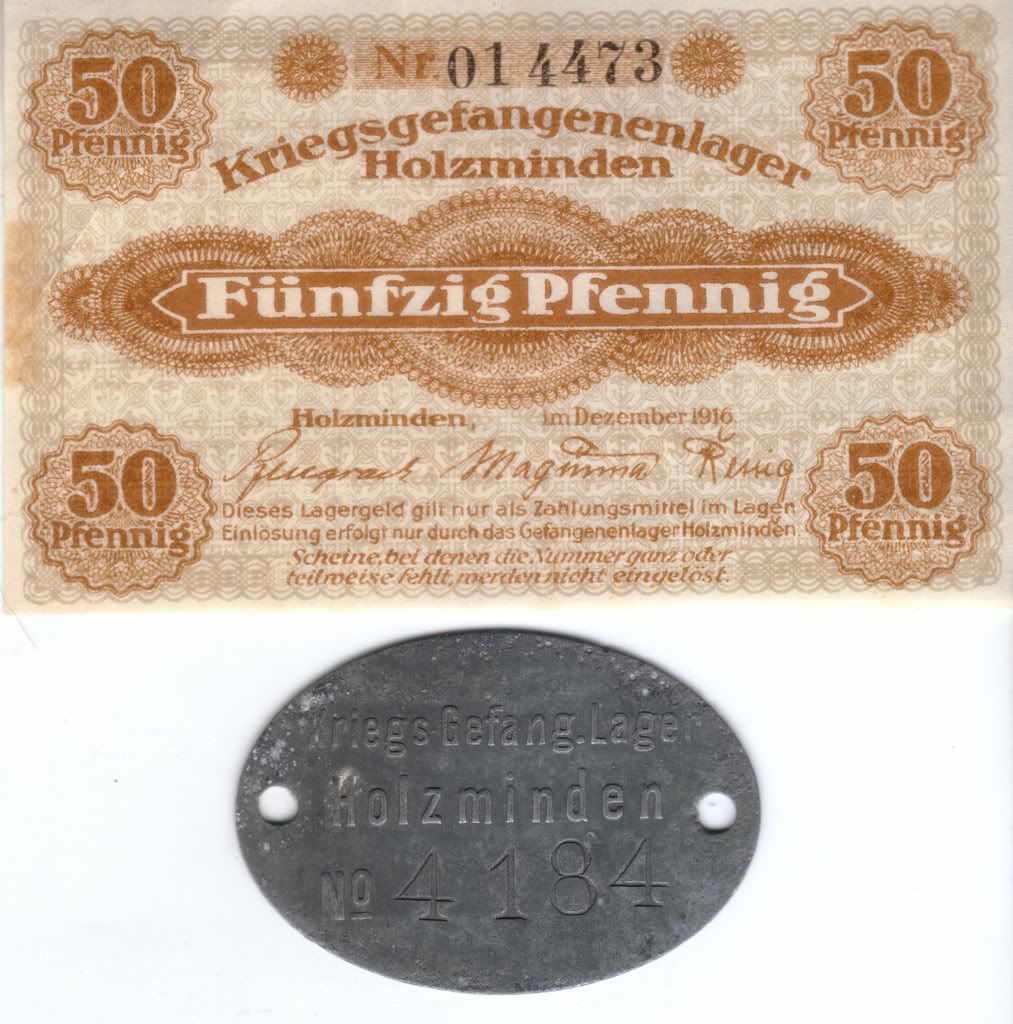 50 Pfennig
Nr. 014473
50 Pfennig
Kriegsgefangenenlager
Holzminden
Fünfzig Pfennig
Holzminden, im Dezember 1916
50 Pfennig
50 Pfennig
Dieses Lagergeld gilt nur als Zahlungsmittel im Lager.
Einlösung erfolgt nur durch das Gefangenenlager Holzminden.
Scheine, bei denen die Nummer ganz oder
teilweise fehlt, werden nicht eingelöst.
Kriegs-Gefang.Lager
Holzminden
No 4184